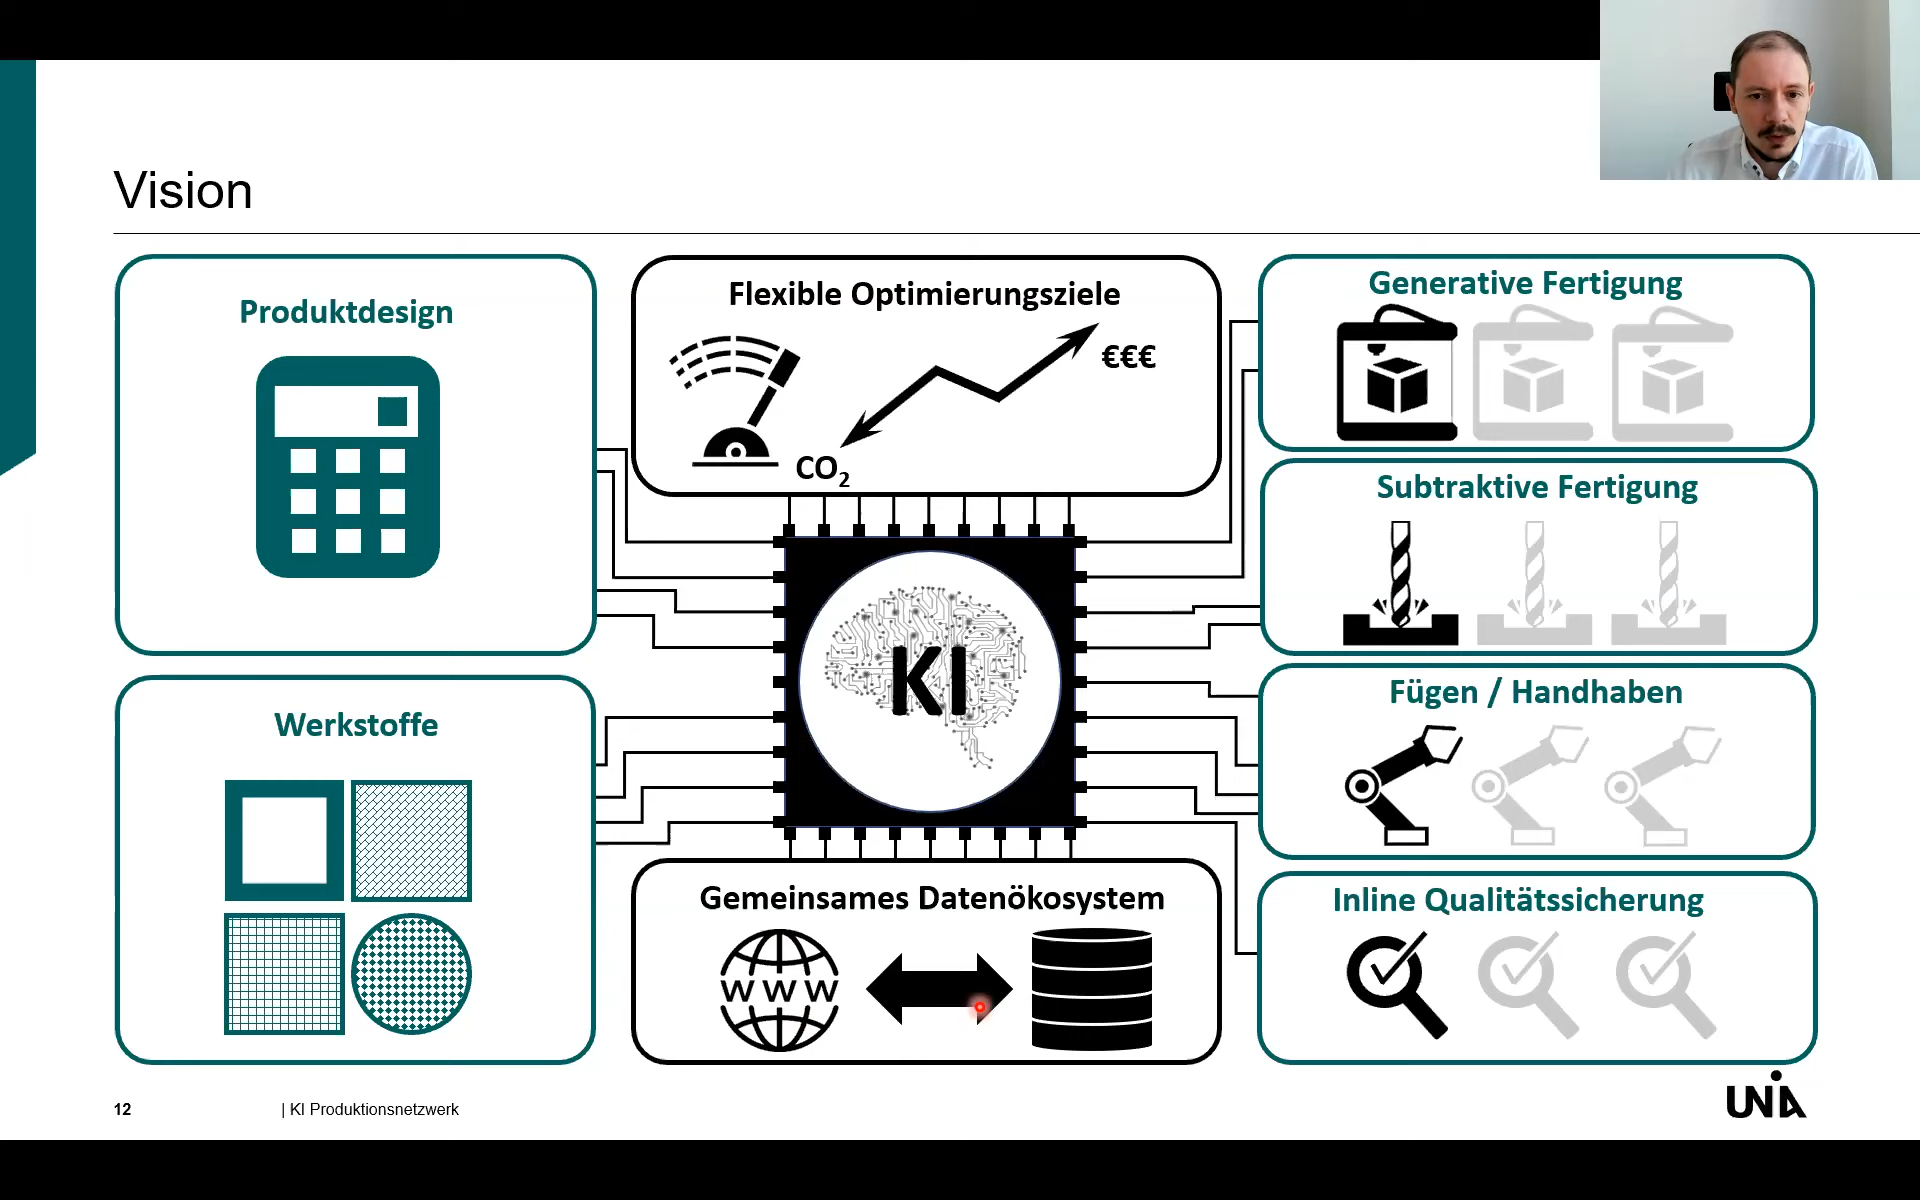 Vision
Produktdesign
Flexible Optimierungsziele
€€€
CO₂
Generative Fertigung
Subtraktive Fertigung
KI
Fügen / Handhaben
Werkstoffe
Gemeinsames Datenökosystem
WWW
Inline Qualitätssicherung
12
| KI Produktionsnetzwerk
UNIA